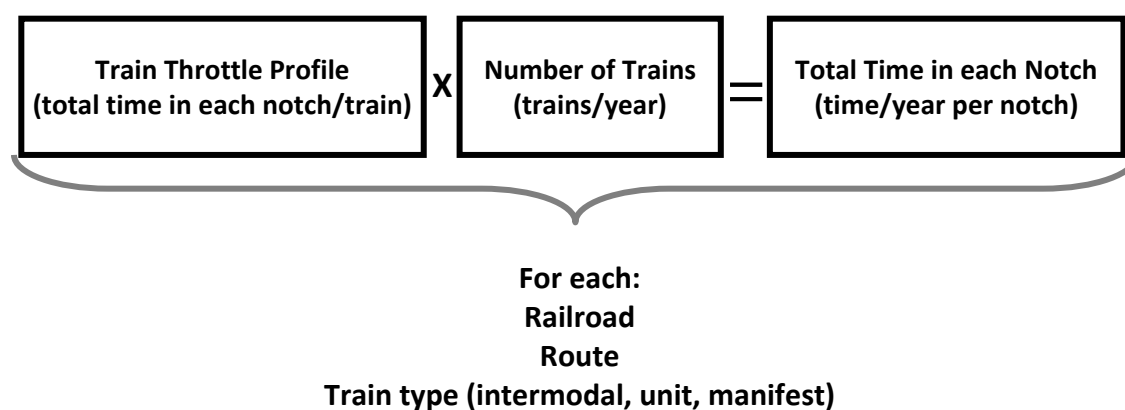 Train Throttle Profile
(total time in each notch/train)
X
Number of Trains
(trains/year)
=
Total Time in each Notch
(time/year per notch)
For each:
Railroad
Route
Train type (intermodal, unit, manifest)